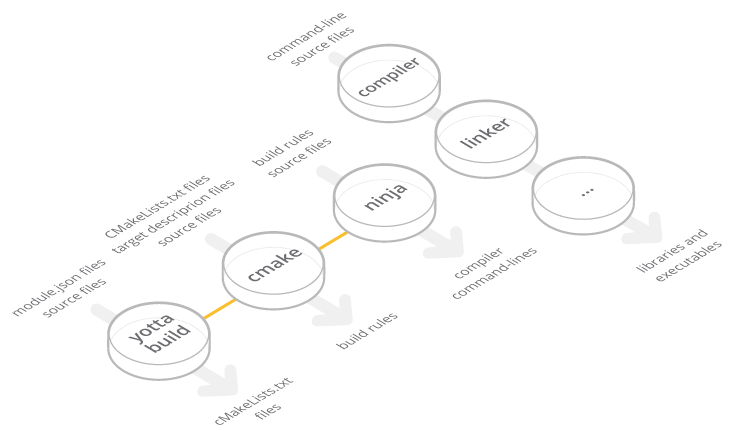 command-line
source files
compiler
linker
...
libraries and
executables
build rules
source files
ninja
compiler
command-lines
CMakeLists.txt files
target descriprion files
source files
cmake
build rules
module.json files
source files
yotta
build
cMakeLists.txt
files